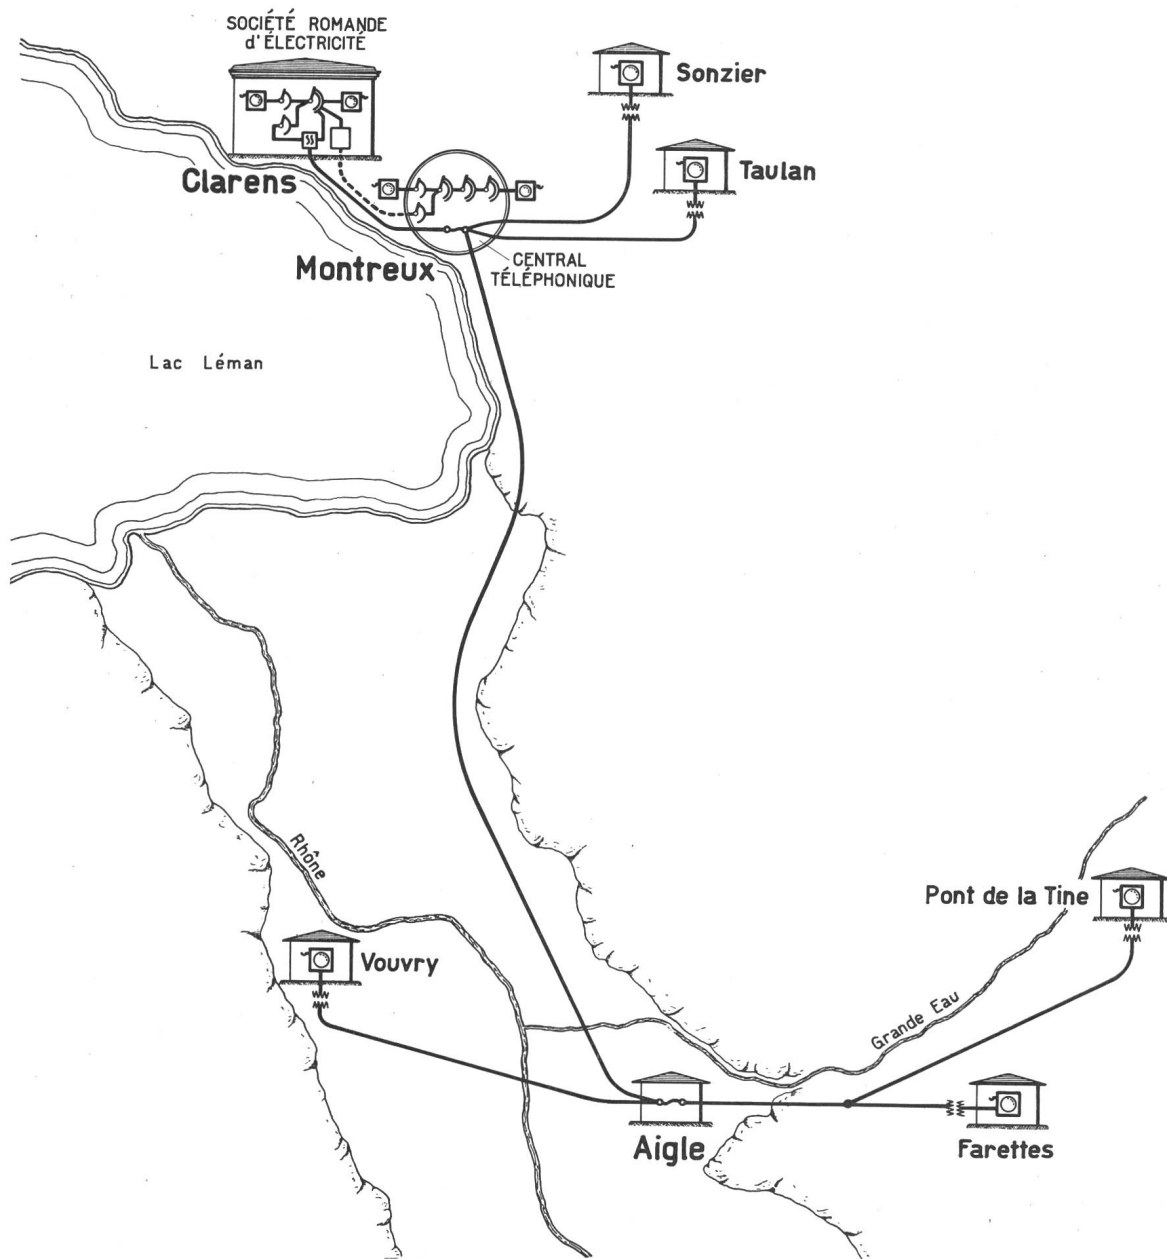 SOCIÉTÉ ROMANDE
d'ÉLECTRICITÉ
Sonzier
Taulan
Clarens
Montreux
CENTRAL
TÉLÉPHONIQUE
Lac Léman
Rhône
Pont de la Tine
Vouvry
Grande Eau
Aigle
Farettes